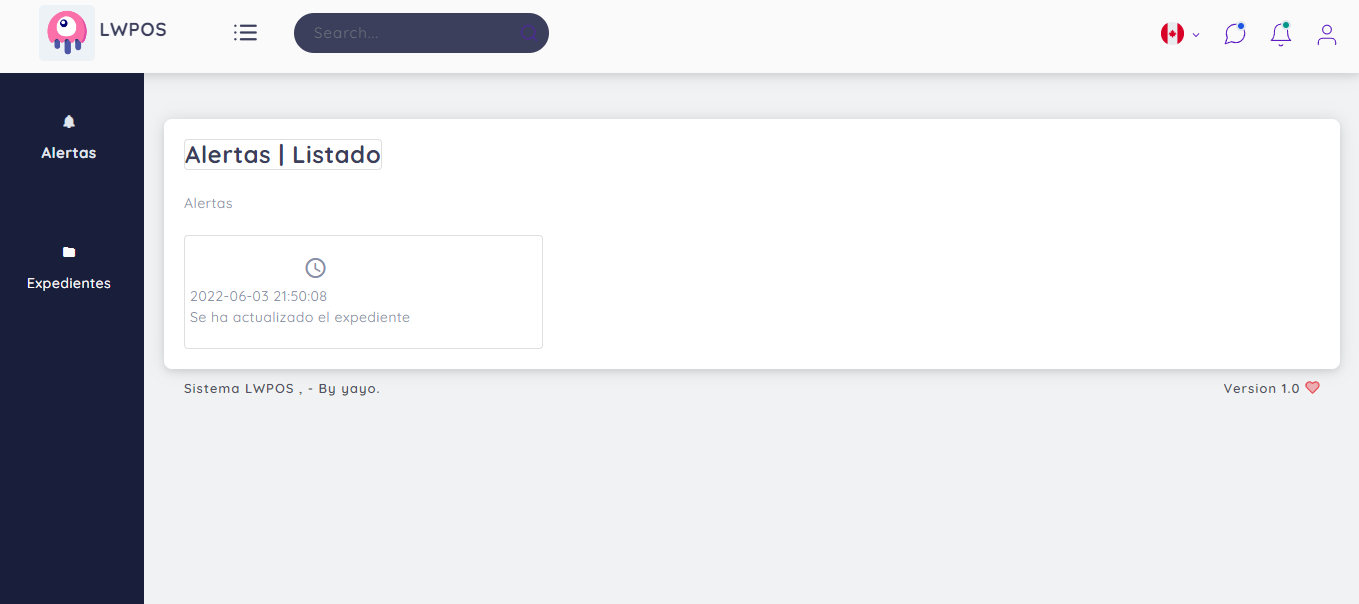 LWPOS
Search...
Alertas
Expedientes
Alertas | Listado
Alertas
2022-06-03 21:50:08
Se ha actualizado el expediente
Sistema LWPOS , - By yayo.
Version 1.0